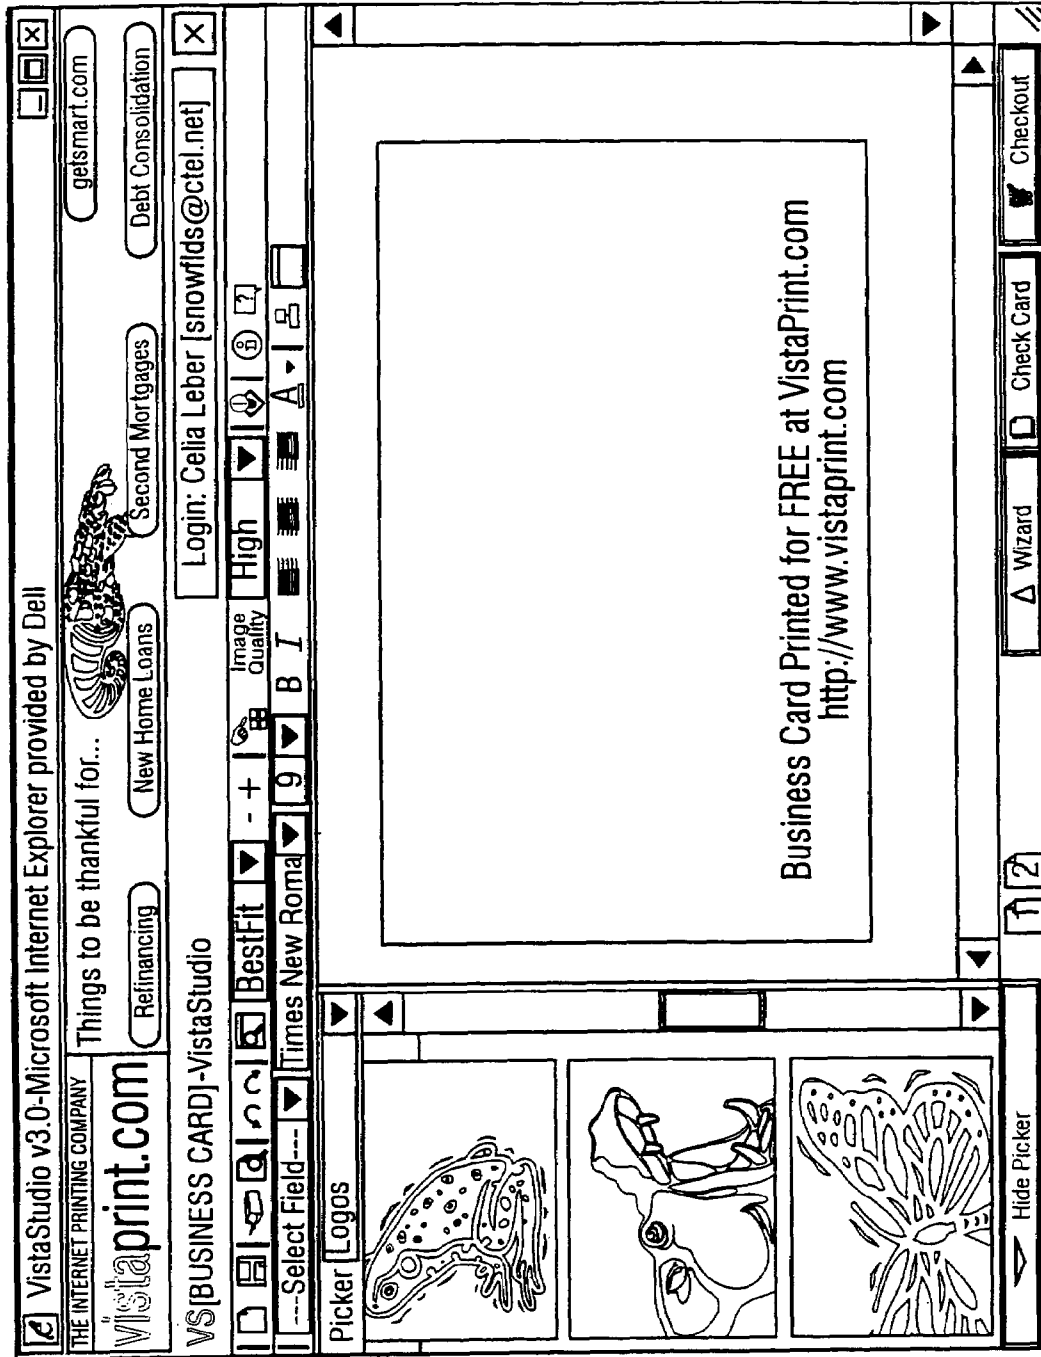 VistaStudio v3.0-Microsoft Internet Explorer provided by Dell
THE INTERNET PRINTING COMPANY
Vistaprint.com
Things to be thankful for...
getsmart.com
Refinancing
New Home Loans
Second Mortgages
Debt Consolidation
VS[BUSINESS CARD]-VistaStudio
Login: Celia Leber [snowflds@ctel.net]
BestFit
- +
Image
Quality
High
?
----Select Field----
Times New Roma
9
B I
A
Picker
Logos
Business Card Printed for FREE at VistaPrint.com
http://www.vistaprint.com
Hide Picker
1
2
Wizard
Check Card
Checkout